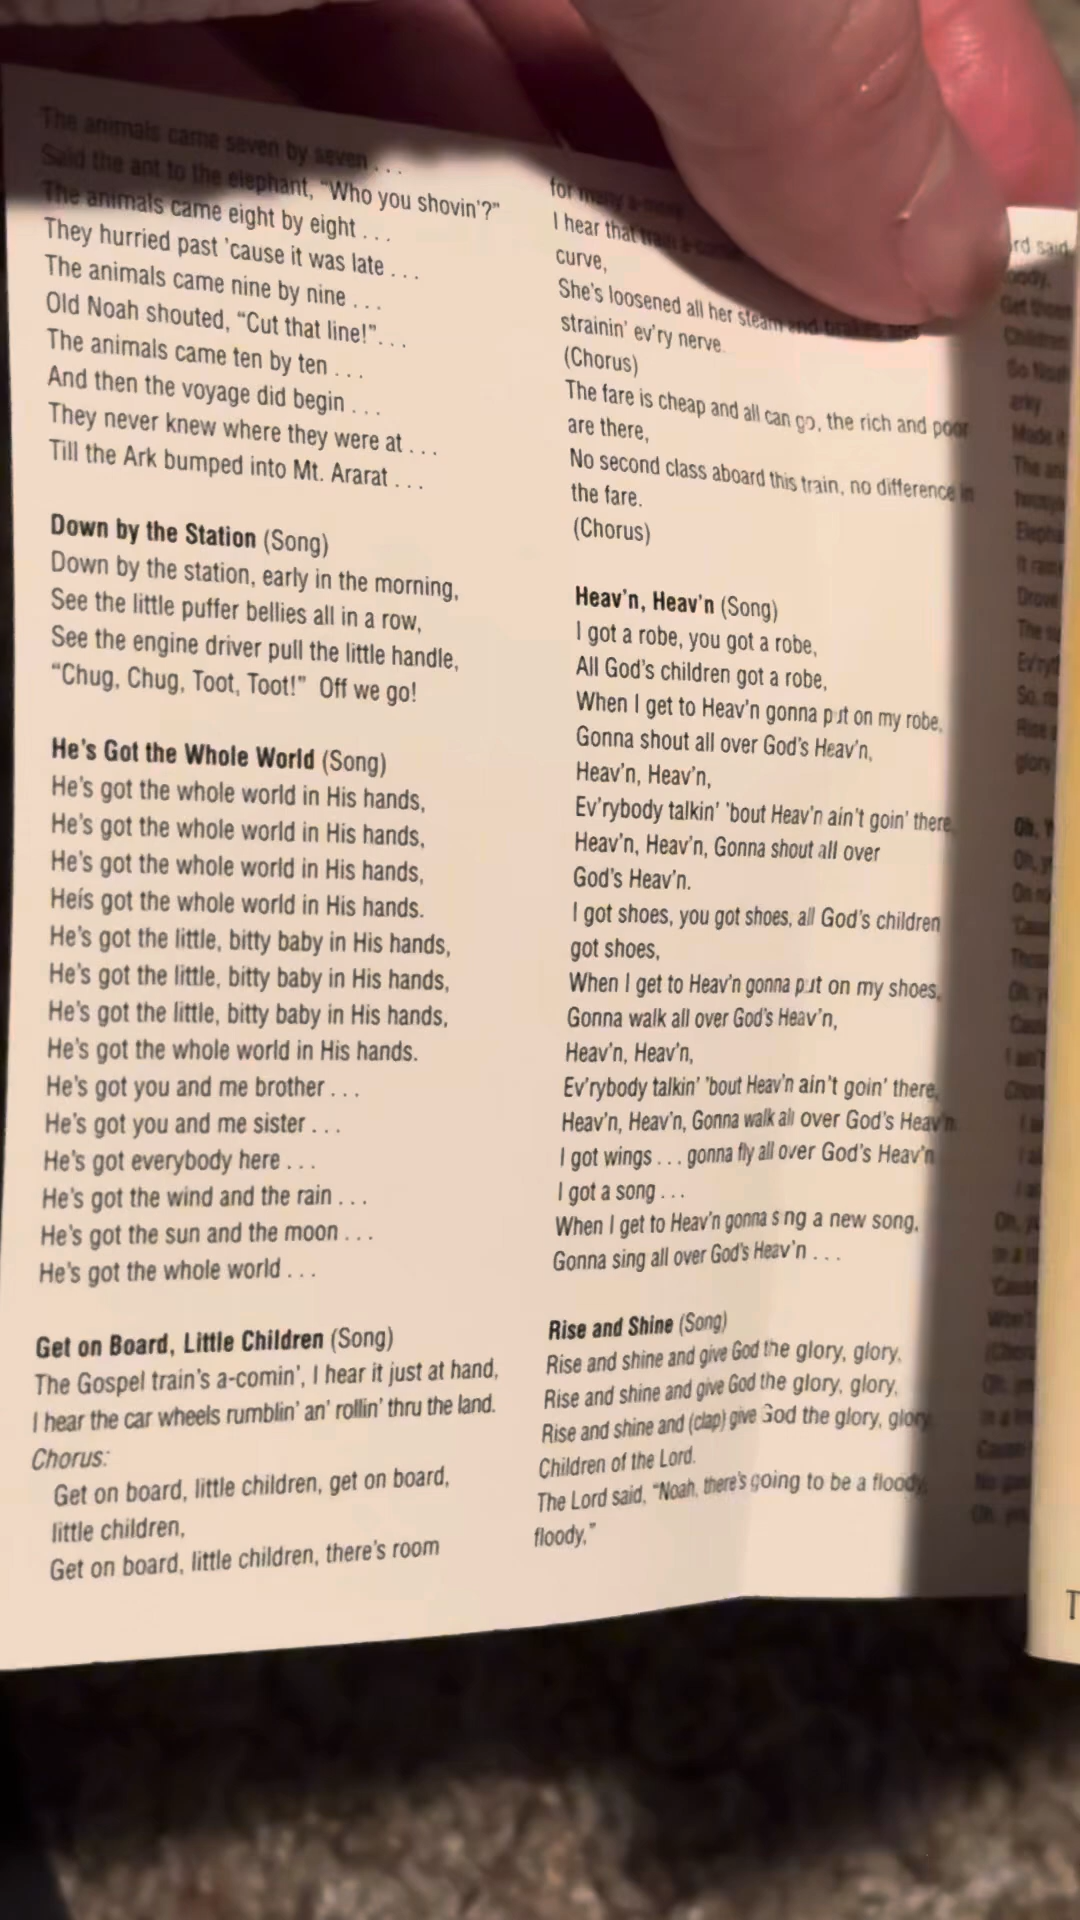 The animals came seven by seven . . .
Said the ant to the elephant, “Who you shovin’?”
The animals came eight by eight . . .
They hurried past ’cause it was late . . .
The animals came nine by nine . . .
Old Noah shouted, “Cut that line!”. . .
The animals came ten by ten . . .
And then the voyage did begin . . .
They never knew where they were at . . .
Till the Ark bumped into Mt. Ararat . . .
Down by the Station (Song)
Down by the station, early in the morning,
See the little puffer bellies all in a row,
See the engine driver pull the little handle,
“Chug, Chug, Toot, Toot!” Off we go!
He’s Got the Whole World (Song)
He’s got the whole world in His hands,
He’s got the whole world in His hands,
He’s got the whole world in His hands,
Heís got the whole world in His hands.
He’s got the little, bitty baby in His hands,
He’s got the little, bitty baby in His hands,
He’s got the little, bitty baby in His hands,
He’s got the whole world in His hands.
He’s got you and me brother . . .
He’s got you and me sister . . .
He’s got everybody here . . .
He’s got the wind and the rain . . .
He’s got the sun and the moon . . .
He’s got the whole world . . .
Get on Board, Little Children (Song)
The Gospel train’s a-comin’, I hear it just at hand,
I hear the car wheels rumblin’ an’ rollin’ thru the land.
Chorus:
Get on board, little children, get on board,
little children,
Get on board, little children, there’s room
for many a-more
I hear that train a-comin’
curve,
She’s loosened all her steam and brakes and
strainin’ ev’ry nerve.
(Chorus)
The fare is cheap and all can go, the rich and poor
are there,
No second class aboard this train, no difference in
the fare.
(Chorus)
Heav’n, Heav’n (Song)
I got a robe, you got a robe,
All God’s children got a robe,
When I get to Heav’n gonna put on my robe,
Gonna shout all over God’s Heav’n,
Heav’n, Heav’n,
Ev’rybody talkin’ ’bout Heav’n ain’t goin’ there,
Heav’n, Heav’n, Gonna shout all over
God’s Heav’n.
I got shoes, you got shoes, all God’s children
got shoes,
When I get to Heav’n gonna put on my shoes,
Gonna walk all over God’s Heav’n,
Heav’n, Heav’n,
Ev’rybody talkin’ ’bout Heav’n ain’t goin’ there,
Heav’n, Heav’n, Gonna walk all over God’s Heav’n
I got wings . . . gonna fly all over God’s Heav’n
I got a song . . .
When I get to Heav’n gonna sing a new song,
Gonna sing all over God’s Heav’n . . .
Rise and Shine (Song)
Rise and shine and give God the glory, glory,
Rise and shine and give God the glory, glory,
Rise and shine and (clap) give God the glory, glory
Children of the Lord.
The Lord said, “Noah, there’s going to be a floody,
floody,”
said
floody,
Get
Children
So Noah
arky
Made it
glory
T